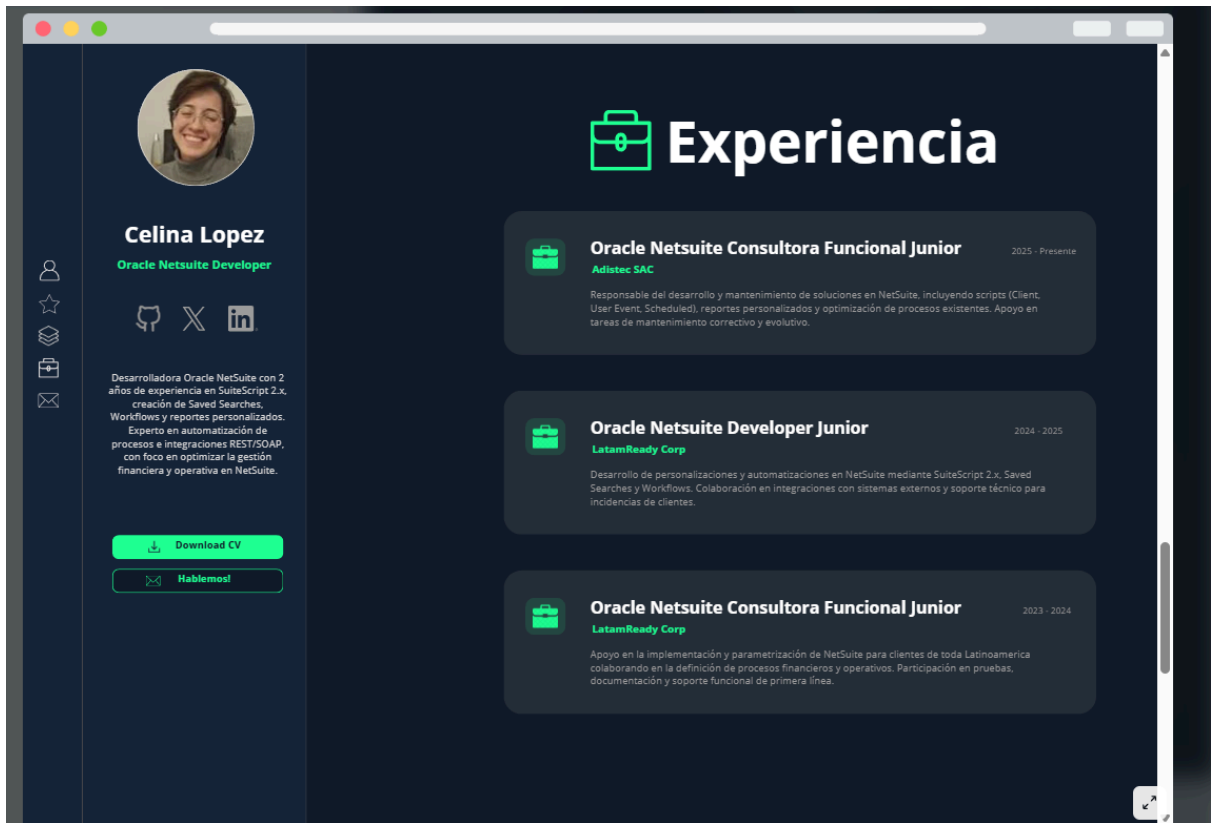 Celina Lopez
Oracle Netsuite Developer
in
Desarrolladora Oracle NetSuite con 2
años de experiencia en SuiteScript 2.x,
creación de Saved Searches,
Workflows y reportes personalizados.
Experto en automatización de
procesos e integraciones REST/SOAP,
con foco en optimizar la gestión
financiera y operativa en NetSuite.
Download CV
Hablemos!
Experiencia
Oracle Netsuite Consultora Funcional Junior
2025 - Presente
Adistec SAC
Responsable del desarrollo y mantenimiento de soluciones en NetSuite, incluyendo scripts (Client,
User Event, Scheduled), reportes personalizados y optimización de procesos existentes. Apoyo en
tareas de mantenimiento correctivo y evolutivo.
Oracle Netsuite Developer Junior
2024 - 2025
LatamReady Corp
Desarrollo de personalizaciones y automatizaciones en NetSuite mediante SuiteScript 2.x, Saved
Searches y Workflows. Colaboración en integraciones con sistemas externos y soporte técnico para
incidencias de clientes.
Oracle Netsuite Consultora Funcional Junior
2023 - 2024
LatamReady Corp
Apoyo en la implementación y parametrización de NetSuite para clientes de toda Latinoamerica
colaborando en la definición de procesos financieros y operativos. Participación en pruebas,
documentación y soporte funcional de primera línea.